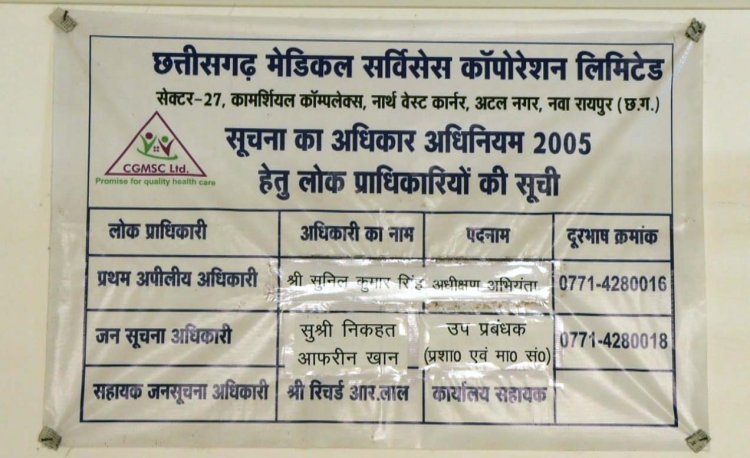 छत्तीसगढ़ मेडिकल सर्विसेस कॉपोरेशन लिमिटेड
सेक्टर-27, कामर्शियल कॉम्पलेक्स, नार्थ वेस्ट कार्नर, अटल नगर, नवा रायपुर (छ.ग.)
CGMSC Ltd.
Promise for quality health care
सूचना का अधिकार अधिनियम 2005
हेतु लोक प्राधिकारियों की सूची
लोक प्राधिकारी अधिकारी का नाम पदनाम दूरभाष क्रमांक
प्रथम अपीलीय अधिकारी श्री सुनिल कुमार सिंह अधीक्षण अभियंता 0771-4280016
जन सूचना अधिकारी सुश्री निकहत आफरीन खान उप प्रबंधक (प्रशा0 एवं मा0 सं0) 0771-4280018
सहायक जनसूचना अधिकारी श्री रिचर्ड आर.लाल कार्यालय सहायक